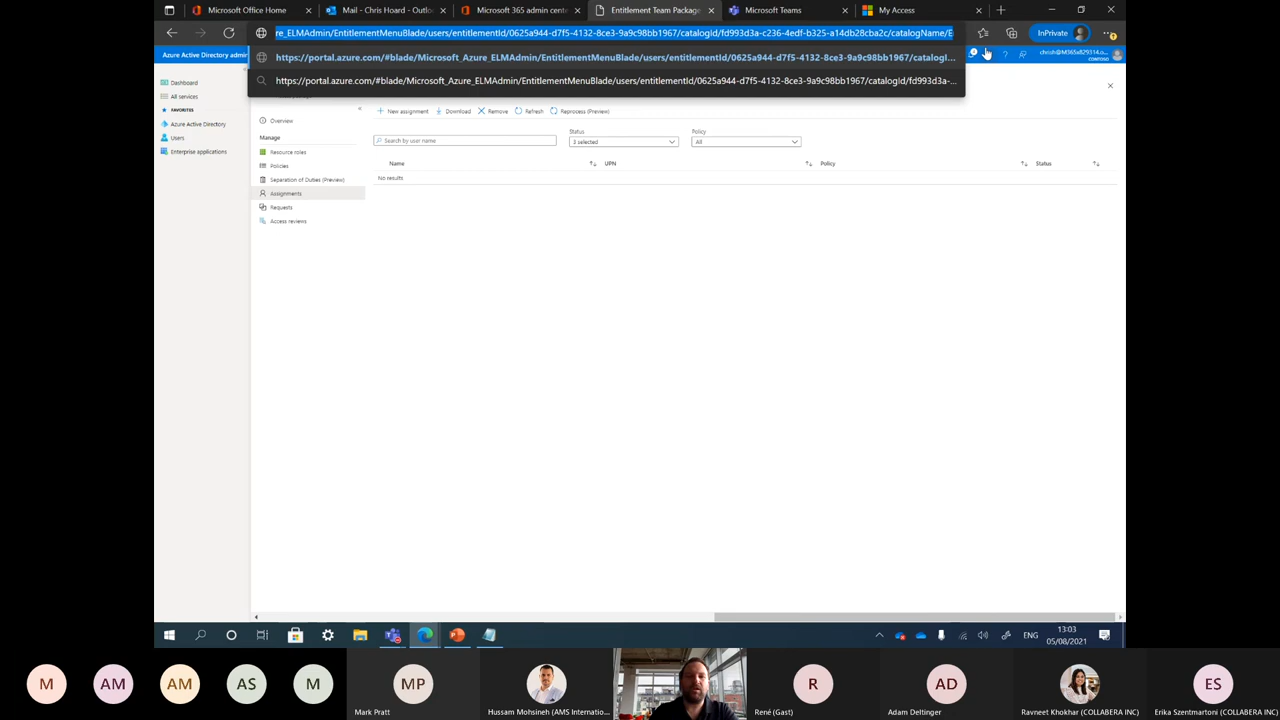 Microsoft Office Home
Mail - Chris Hoard - Outloo
Microsoft 365 admin cente
Entitlement Team Package
Microsoft Teams
My Access
re_ELMAdmin/EntitlementMenuBlade/users/entitlementId/0625a944-d7f5-4132-8ce3-9a9c98bb1967/catalogId/fd993d3a-c236-4edf-b325-a14db28cba2c/catalogName/E
InPrivate
https://portal.azure.com/#blade/Microsoft_Azure_ELMAdmin/EntitlementMenuBlade/users/entitlementId/0625a944-d7f5-4132-8ce3-9a9c98bb1967/catalogI...
https://portal.azure.com/#blade/Microsoft_Azure_ELMAdmin/EntitlementMenuBlade/users/entitlementId/0625a944-d7f5-4132-8ce3-9a9c98bb1967/catalogId/fd993d3a-...
Azure Active Directory admin
chrish@M365x829314.o...
CONTOSO
Dashboard
All services
FAVORITES
Azure Active Directory
Users
Enterprise applications
Overview
Manage
Resource roles
Policies
Separation of Duties (Preview)
Assignments
Requests
Access reviews
New assignment
Download
Remove
Refresh
Reprocess (Preview)
Search by user name
Status
3 selected
Policy
All
Name
UPN
Policy
Status
No results
ENG
13:03
05/08/2021
M
AM
AM
AS
M
MP
Mark Pratt
Hussam Mohsineh (AMS Internatio...
R
René (Gast)
AD
Adam Deltinger
Ravneet Khokhar (COLLABERA INC)
ES
Erika Szentmartoni (COLLABERA INC)